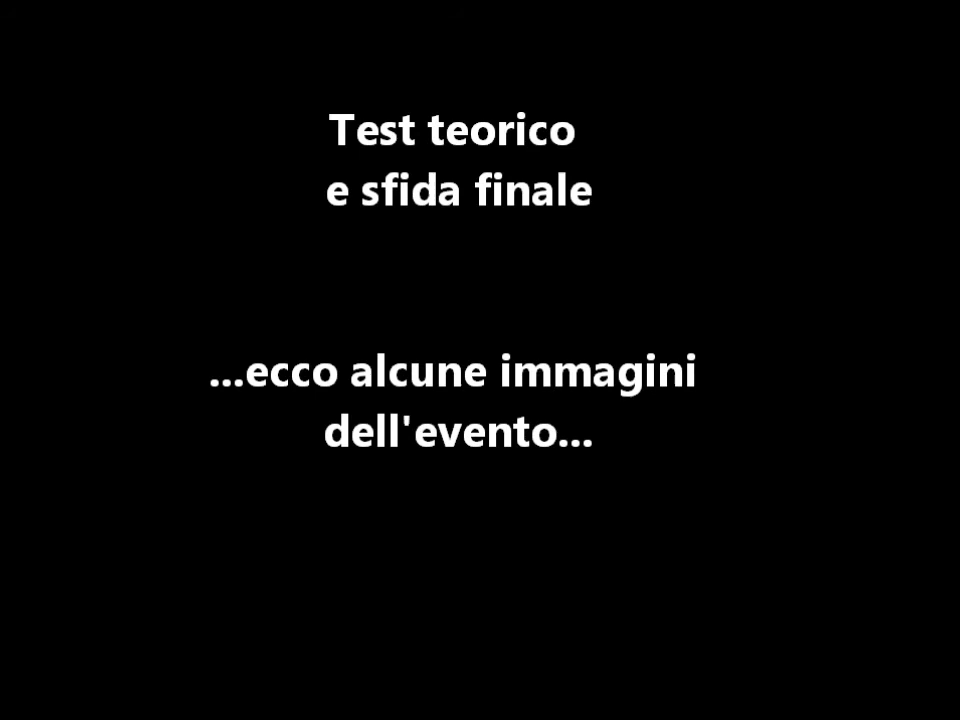 Test teorico
e sfida finale
...ecco alcune immagini
dell'evento...